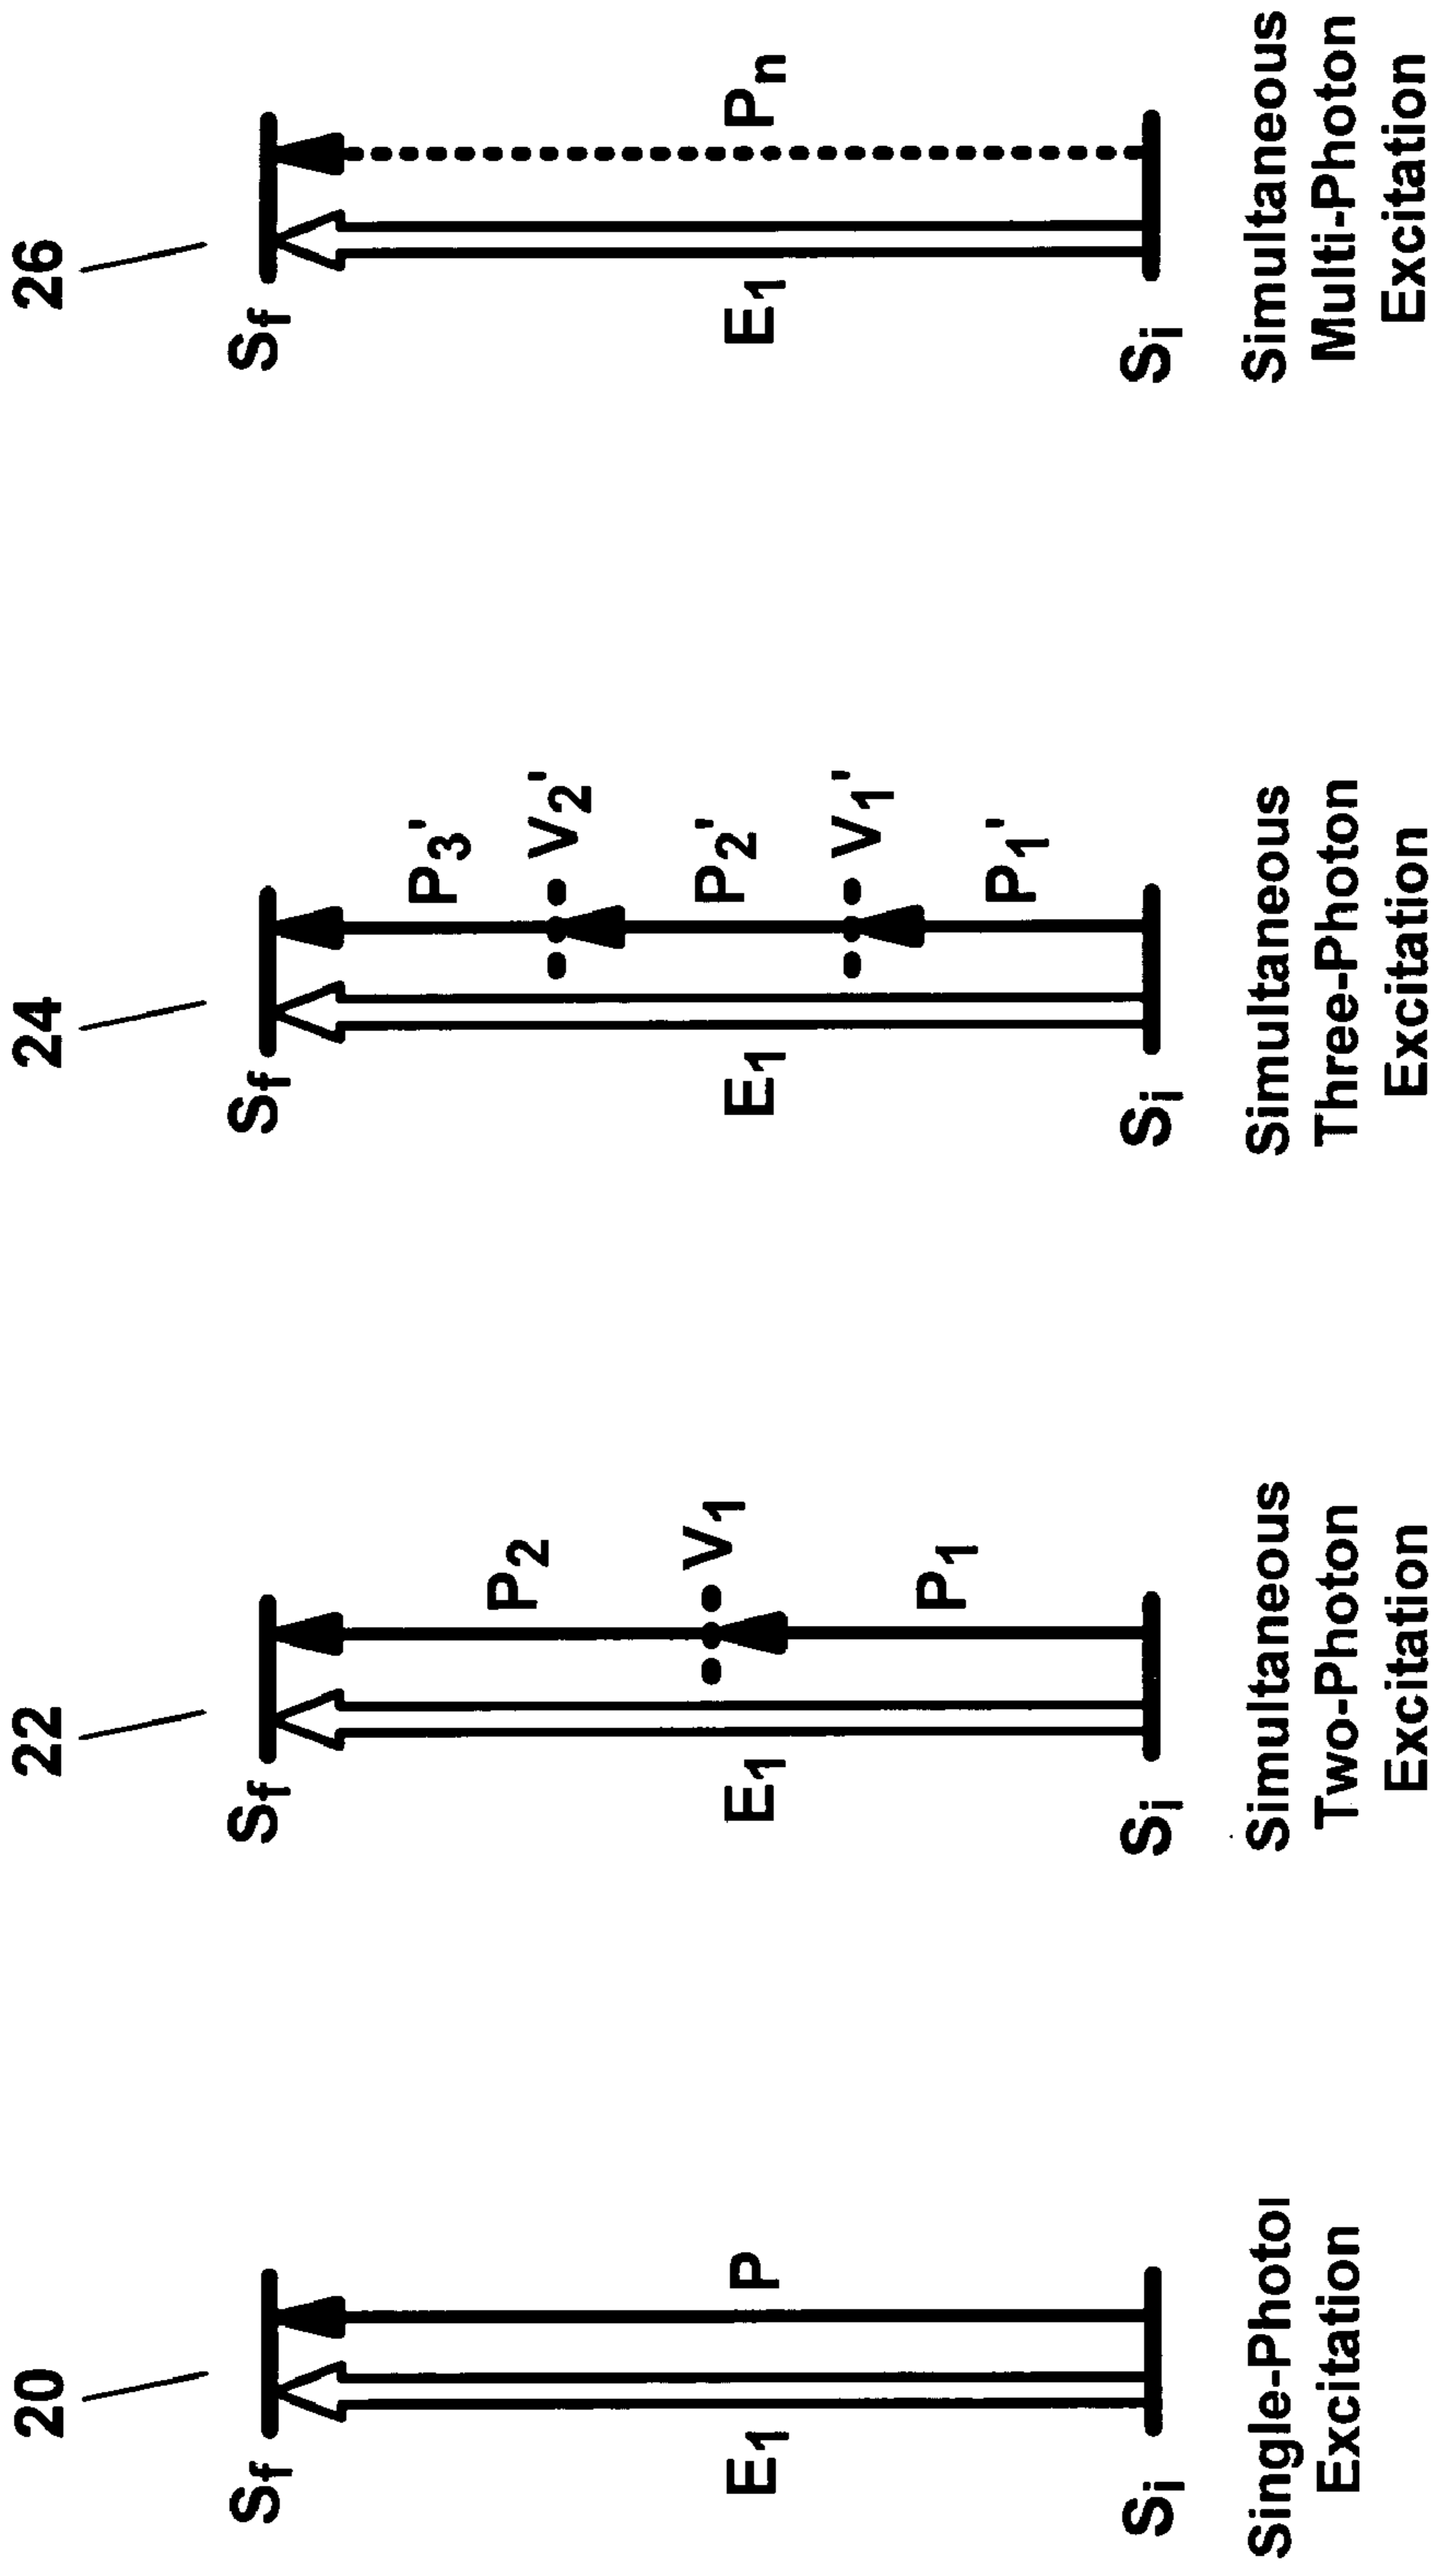 20
Sf
E1
P
Si
Single-Photo
Excitation
22
Sf
P2
E1
V1
P1
Si
Simultaneous
Two-Photon
Excitation
24
Sf
P3'
V2'
E1
P2'
V1'
P1'
Si
Simultaneous
Three-Photon
Excitation
26
Sf
E1
Pn
Si
Simultaneous
Multi-Photon
Excitation